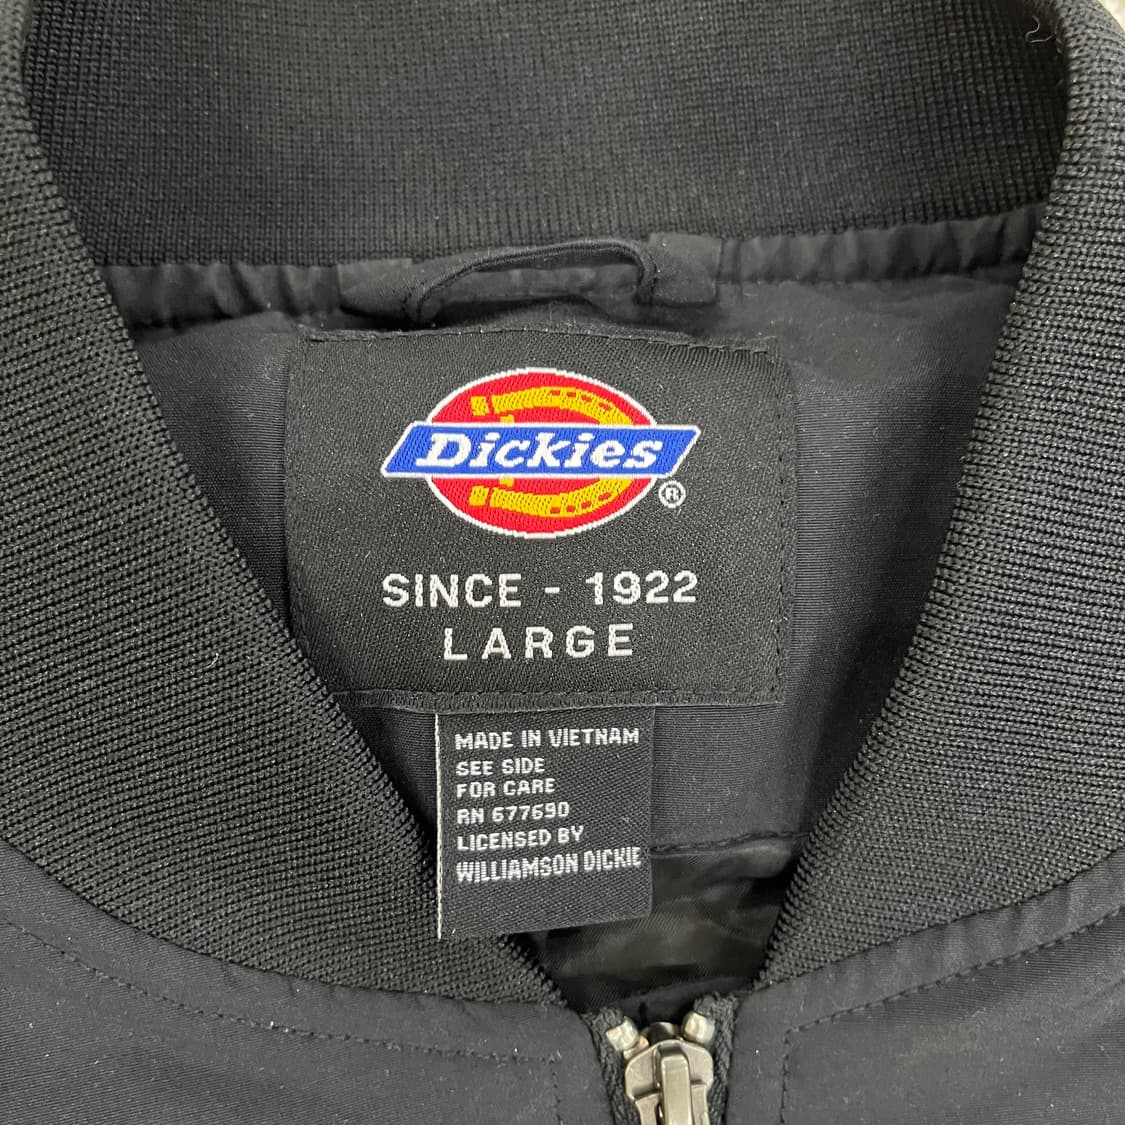 Dickies
®
SINCE - 1922
LARGE
MADE IN VIETNAM
SEE SIDE
FOR CARE
RN 677690
LICENSED BY
WILLIAMSON DICKIE